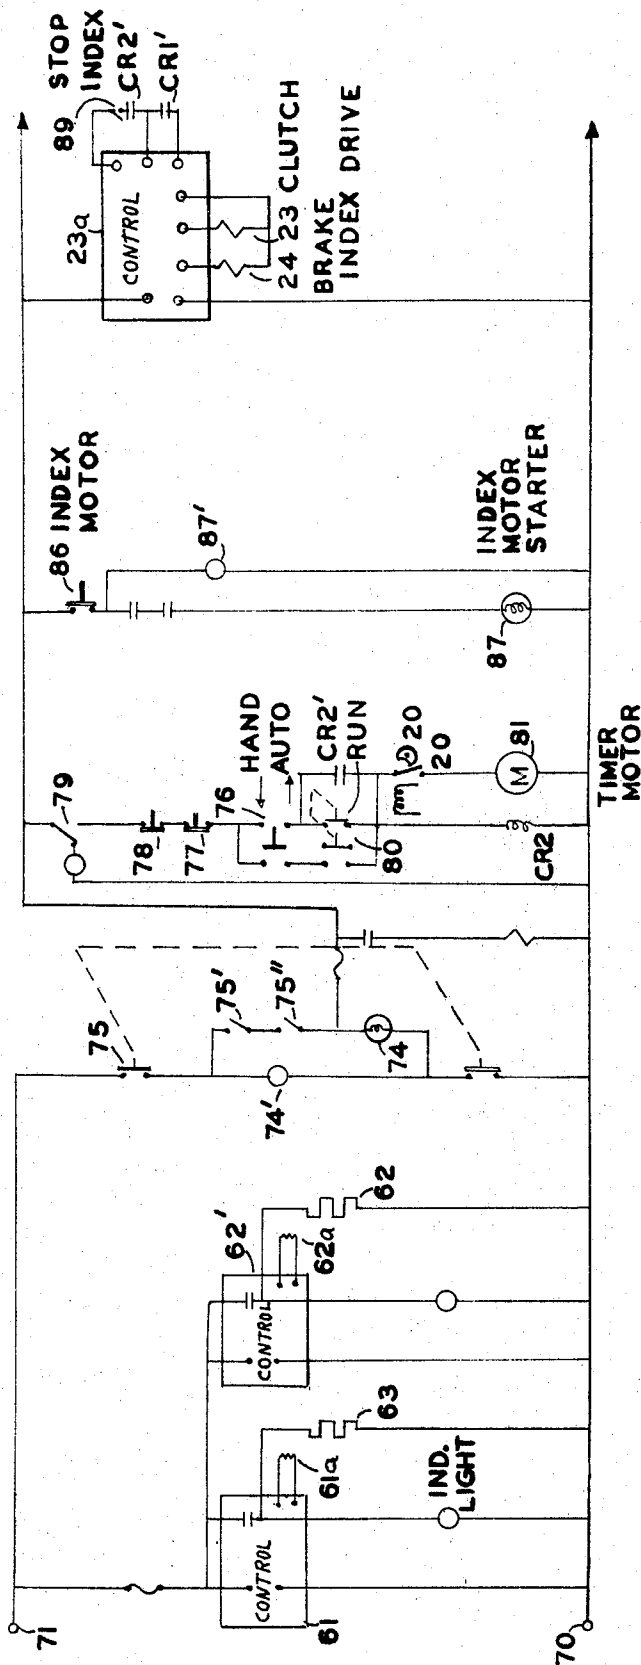 71
70
CONTROL
61
61a
63
IND.
LIGHT
CONTROL
62'
62a
62
75
74'
75'
75"
74
79
78
77
76
HAND
AUTO
CR2'
RUN
80
20
20
CR2
M
81
TIMER
MOTOR
86 INDEX
MOTOR
87'
87
INDEX
MOTOR
STARTER
23a
CONTROL
89
STOP
INDEX
CR2'
CR1'
24
23 CLUTCH
BRAKE
INDEX DRIVE